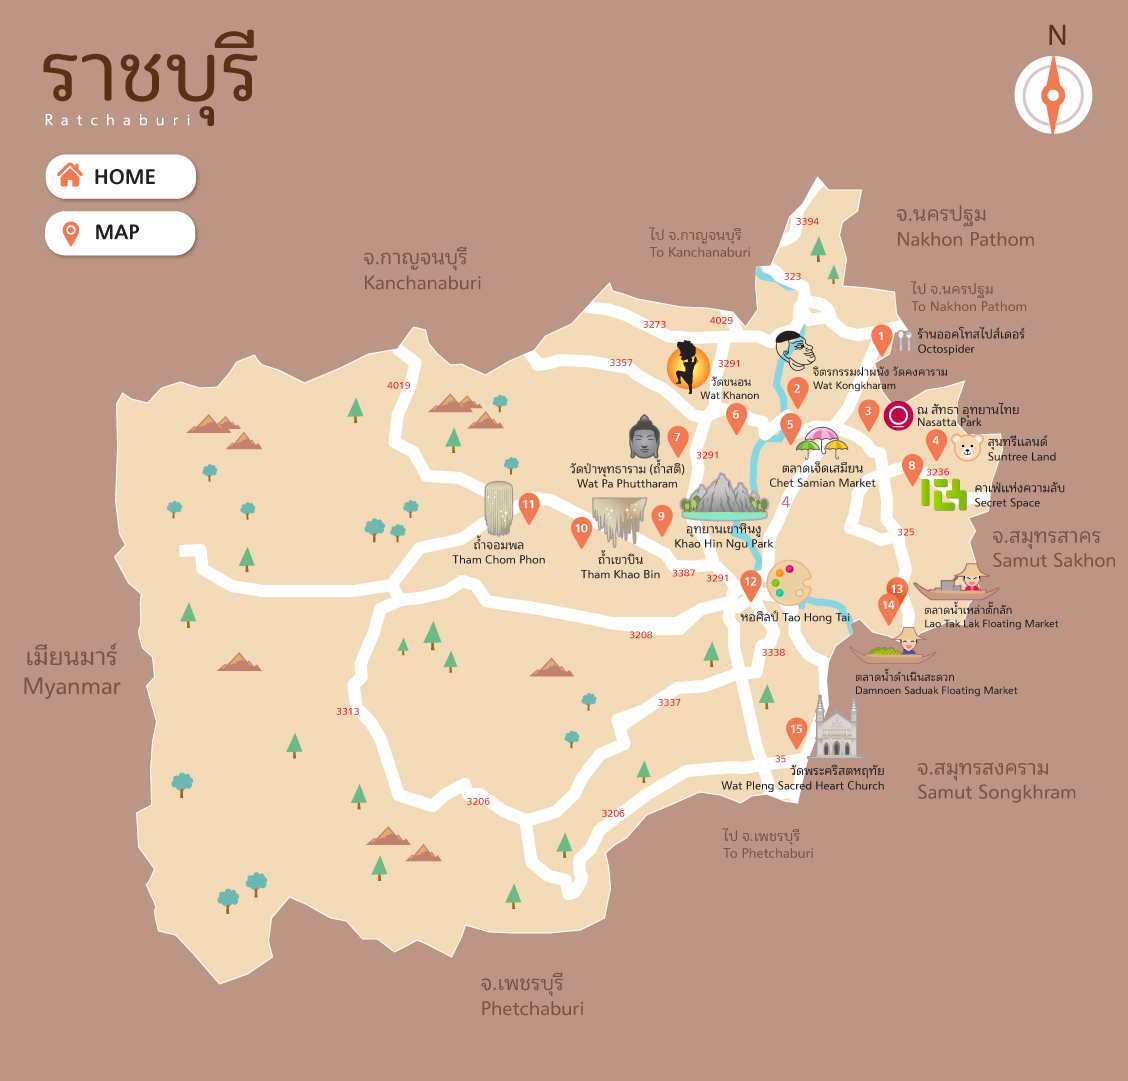 ราชบุรี
Ratchaburi
N
HOME
MAP
จ.นครปฐม
Nakhon Pathom
ไป จ.กาญจนบุรี
To Kanchanaburi
จ.กาญจนบุรี
Kanchanaburi
3394
323
ไป จ.นครปฐม
To Nakhon Pathom
3273
4029
1
ร้านออคโทสไปส์เดอร์
Octospider
3357
3291
จิตรกรรมฝาผนัง วัดคงคาราม
Wat Kongkharam
4019
วัดขนอน
Wat Khanon
2
6
3
ณ สัทธา อุทยานไทย
Nasatta Park
5
7
4
สุนทรีแลนด์
Suntree Land
3291
วัดป่าพุทธาราม (ถ้ำสติ)
Wat Pa Phuttharam
ตลาดเจ็ดเสมียน
Chet Samian Market
8
3236
คาเฟ่แห่งความลับ
Secret Space
4
11
10
9
อุทยานเขาหินงู
Khao Hin Ngu Park
325
จ.สมุทรสาคร
Samut Sakhon
ถ้ำจอมพล
Tham Chom Phon
ถ้ำเขาบิน
Tham Khao Bin
3387
3291
12
13
14
ตลาดน้ำเหล่าตั๊กลัก
Lao Tak Lak Floating Market
หอศิลป์ Tao Hong Tai
3208
3338
เมียนมาร์
Myanmar
ตลาดน้ำดำเนินสะดวก
Damnoen Saduak Floating Market
3313
3337
15
35
วัดพระคริสตหฤทัย
Wat Pleng Sacred Heart Church
จ.สมุทรสงคราม
Samut Songkhram
3206
3206
ไป จ.เพชรบุรี
To Phetchaburi
จ.เพชรบุรี
Phetchaburi